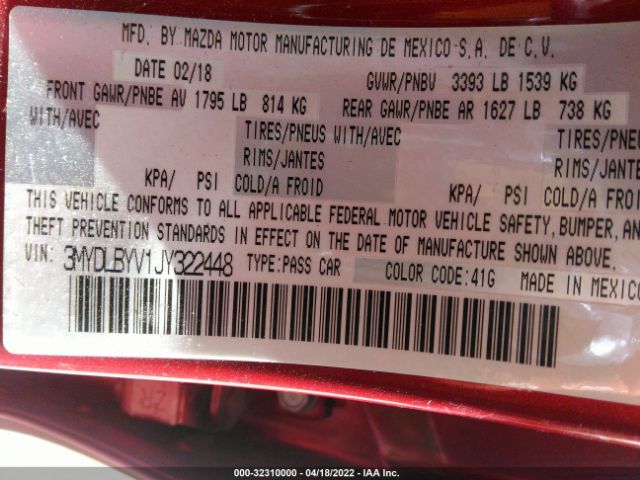 MFD. BY MAZDA MOTOR MANUFACTURING DE MEXICO S.A. DE C.V.
DATE 02/18 GVWR/PNBV 3393 LB 1539 KG
FRONT GAWR/PNBE AV 1795 LB 814 KG REAR GAWR/PNBE AR 1627 LB 738 KG
WITH/AVEC TIRES/PNEUS WITH/AVEC TIRES/PNEUS
RIMS/JANTES RIMS/JANTES
KPA/ PSI COLD/A FROID KPA/ PSI COLD/A FROID
THIS VEHICLE CONFORMS TO ALL APPLICABLE FEDERAL MOTOR VEHICLE SAFETY, BUMPER, AND
THEFT PREVENTION STANDARDS IN EFFECT ON THE DATE OF MANUFACTURE SHOWN ABOVE.
VIN: 3MYDLBYV1JY322448 TYPE:PASS CAR COLOR CODE:41G MADE IN MEXICO
000-32310000 - 04/18/2022 - IAA Inc.